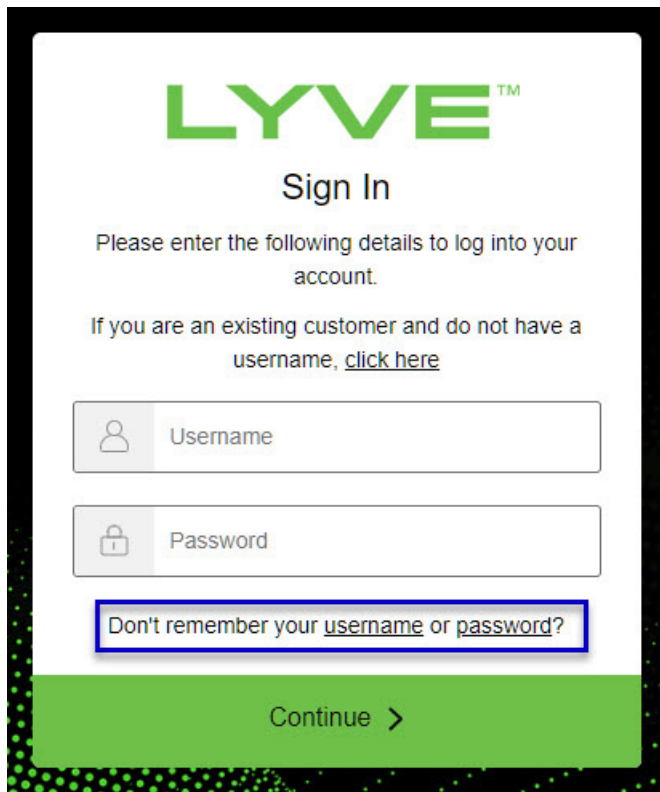 LYVE™
Sign In
Please enter the following details to log into your
account.
If you are an existing customer and do not have a
username, click here
Username
Password
Don't remember your username or password?
Continue